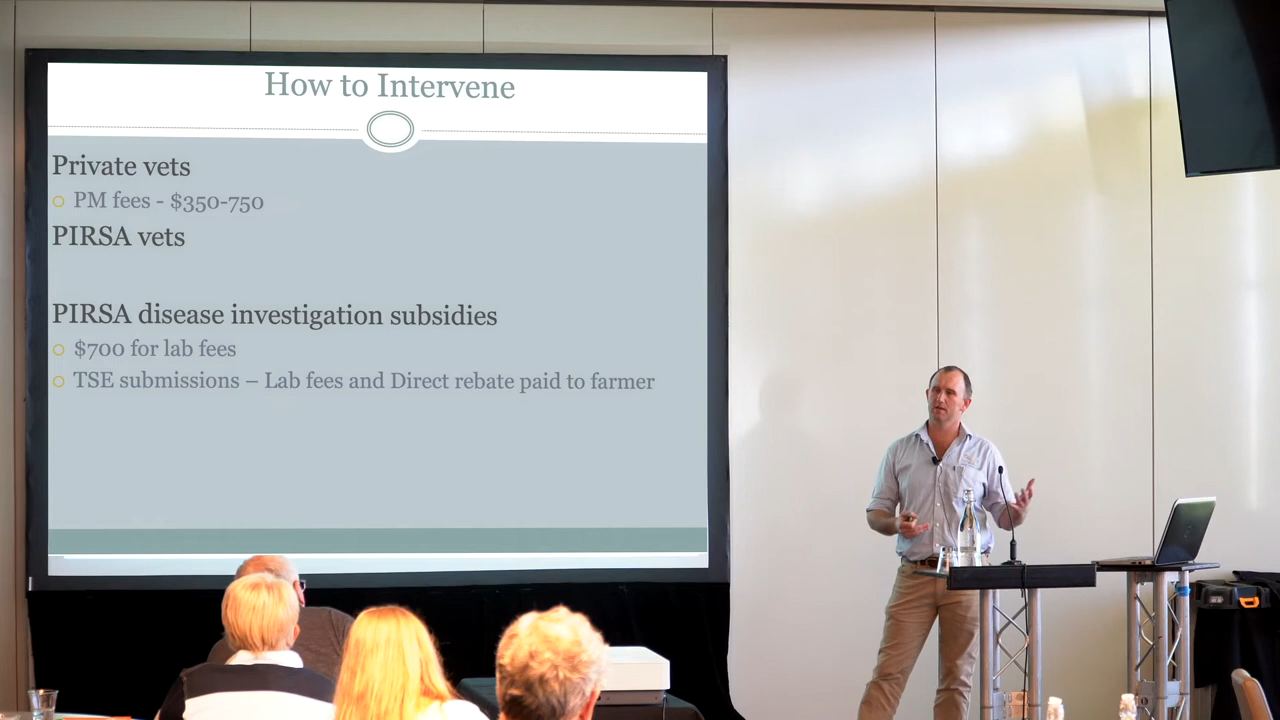 How to Intervene
Private vets
PM fees - $350-750
PIRSA vets
PIRSA disease investigation subsidies
$700 for lab fees
TSE submissions – Lab fees and Direct rebate paid to farmer